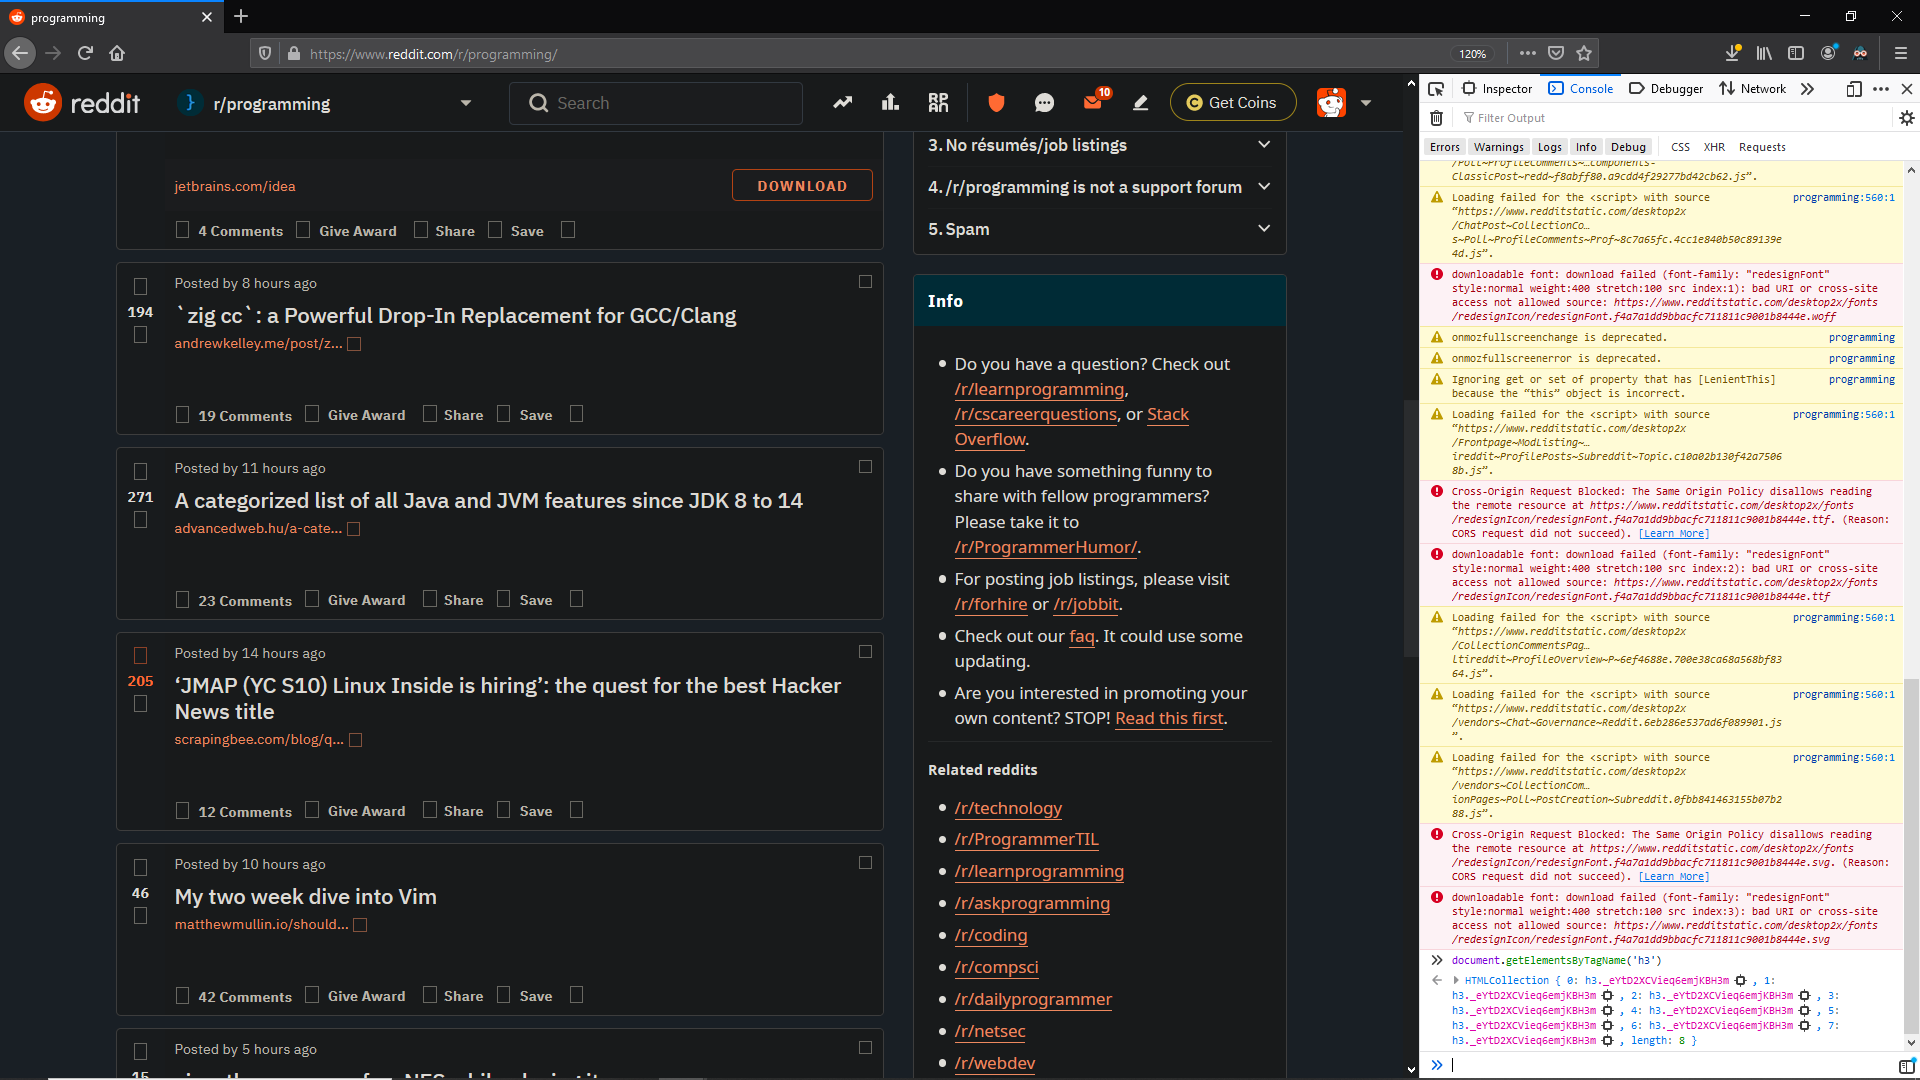 programming
https://www.reddit.com/r/programming/
120%
reddit
r/programming
Search
10
Get Coins
jetbrains.com/idea
DOWNLOAD
4 Comments Give Award Share Save
Posted by 8 hours ago
194
`zig cc`: a Powerful Drop-In Replacement for GCC/Clang
andrewkelley.me/post/z...
19 Comments Give Award Share Save
Posted by 11 hours ago
271
A categorized list of all Java and JVM features since JDK 8 to 14
advancedweb.hu/a-cate...
23 Comments Give Award Share Save
Posted by 14 hours ago
205
‘JMAP (YC S10) Linux Inside is hiring’: the quest for the best Hacker
News title
scrapingbee.com/blog/q...
12 Comments Give Award Share Save
Posted by 10 hours ago
46
My two week dive into Vim
matthewmullin.io/should...
42 Comments Give Award Share Save
Posted by 5 hours ago
15
3. No résumés/job listings
4. /r/programming is not a support forum
5. Spam
Info
Do you have a question? Check out
/r/learnprogramming,
/r/cscareerquestions, or Stack
Overflow.
Do you have something funny to
share with fellow programmers?
Please take it to
/r/ProgrammerHumor/.
For posting job listings, please visit
/r/forhire or /r/jobbit.
Check out our faq. It could use some
updating.
Are you interested in promoting your
own content? STOP! Read this first.
Related reddits
/r/technology
/r/ProgrammerTIL
/r/learnprogramming
/r/askprogramming
/r/coding
/r/compsci
/r/dailyprogrammer
/r/netsec
/r/webdev
Inspector Console Debugger Network
Filter Output
Errors Warnings Logs Info Debug CSS XHR Requests
/Poll~ProfileComments~…components-
ClassicPost~redd~f8abff80.a9cdd4f29277bd42cb62.js”.
Loading failed for the <script> with source programming:560:1
“https://www.redditstatic.com/desktop2x
/ChatPost~CollectionCo…
s~Poll~ProfileComments~Prof~8c7a65fc.4cc1e840b50c89139e
4d.js”.
downloadable font: download failed (font-family: "redesignFont"
style:normal weight:400 stretch:100 src index:1): bad URI or cross-site
access not allowed source: https://www.redditstatic.com/desktop2x/fonts
/redesignIcon/redesignFont.f4a7a1dd9bbacfc711811c9001b8444e.woff
onmozfullscreenchange is deprecated. programming
onmozfullscreenerror is deprecated. programming
Ignoring get or set of property that has [LenientThis] programming
because the “this” object is incorrect.
Loading failed for the <script> with source programming:560:1
“https://www.redditstatic.com/desktop2x
/Frontpage~ModListing~…
ireddit~ProfilePosts~Subreddit~Topic.c10a02b130f42a7506
8b.js”.
Cross-Origin Request Blocked: The Same Origin Policy disallows reading
the remote resource at https://www.redditstatic.com/desktop2x/fonts
/redesignIcon/redesignFont.f4a7a1dd9bbacfc711811c9001b8444e.ttf. (Reason:
CORS request did not succeed). [Learn More]
downloadable font: download failed (font-family: "redesignFont"
style:normal weight:400 stretch:100 src index:2): bad URI or cross-site
access not allowed source: https://www.redditstatic.com/desktop2x/fonts
/redesignIcon/redesignFont.f4a7a1dd9bbacfc711811c9001b8444e.ttf
Loading failed for the <script> with source programming:560:1
“https://www.redditstatic.com/desktop2x
/CollectionCommentsPag…
ltireddit~ProfileOverview~P~6ef4688e.700e38ca68a568bf83
64.js”.
Loading failed for the <script> with source programming:560:1
“https://www.redditstatic.com/desktop2x
/vendors~Chat~Governance~Reddit.6eb286e537ad6f089901.js
”.
Loading failed for the <script> with source programming:560:1
“https://www.redditstatic.com/desktop2x
/vendors~CollectionCom…
ionPages~Poll~PostCreation~Subreddit.0fbb841463155b07b2
88.js”.
Cross-Origin Request Blocked: The Same Origin Policy disallows reading
the remote resource at https://www.redditstatic.com/desktop2x/fonts
/redesignIcon/redesignFont.f4a7a1dd9bbacfc711811c9001b8444e.svg. (Reason:
CORS request did not succeed). [Learn More]
downloadable font: download failed (font-family: "redesignFont"
style:normal weight:400 stretch:100 src index:3): bad URI or cross-site
access not allowed source: https://www.redditstatic.com/desktop2x/fonts
/redesignIcon/redesignFont.f4a7a1dd9bbacfc711811c9001b8444e.svg
document.getElementsByTagName('h3')
HTMLCollection { 0: h3._eYtD2XCVieq6emjKBH3m , 1:
h3._eYtD2XCVieq6emjKBH3m , 2: h3._eYtD2XCVieq6emjKBH3m , 3:
h3._eYtD2XCVieq6emjKBH3m , 4: h3._eYtD2XCVieq6emjKBH3m , 5:
h3._eYtD2XCVieq6emjKBH3m , 6: h3._eYtD2XCVieq6emjKBH3m , 7:
h3._eYtD2XCVieq6emjKBH3m , length: 8 }